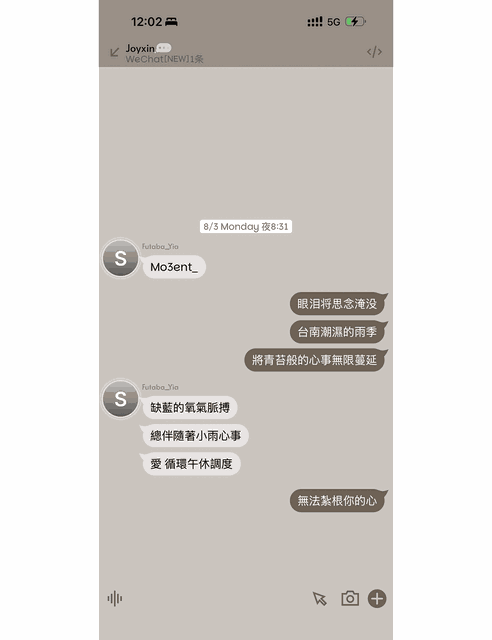 12:02
5G
Joyxin
WeChat[NEW]1条
8/3 Monday 夜8:31
Futaba_Yio
S
Mo3ent_
眼泪将思念淹没
台南潮濕的雨季
將青苔般的心事無限蔓延
Futaba_Yio
S
缺藍的氧氣脈搏
總伴隨著小雨心事
愛 循環午休調度
無法紮根你的心